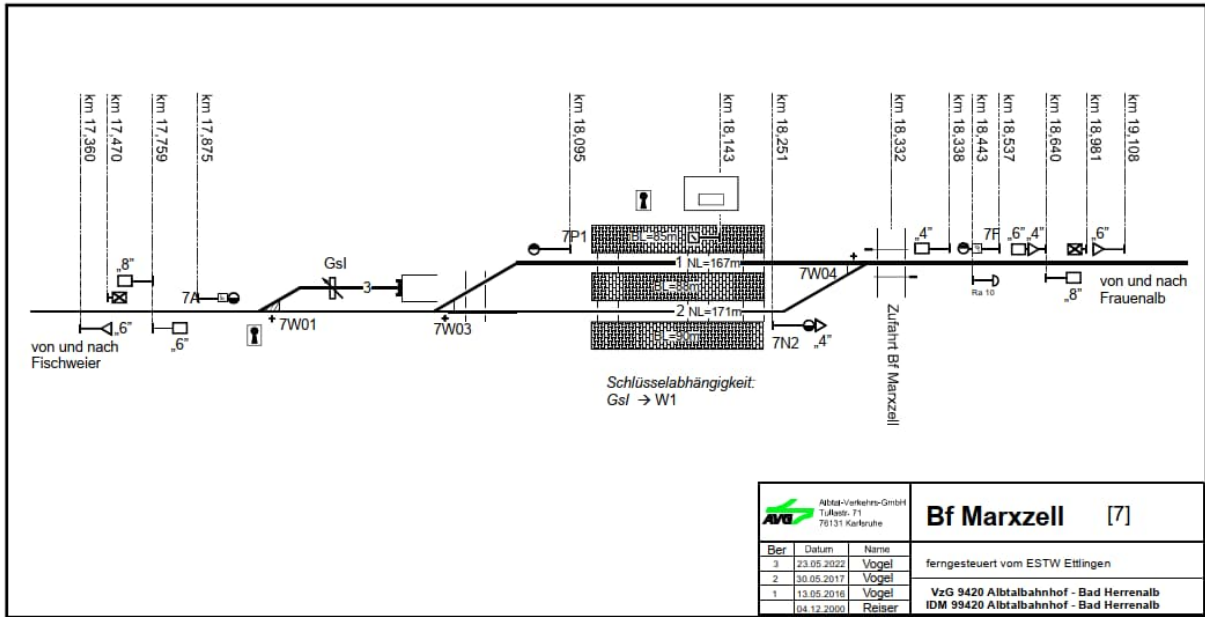 km 17,360
km 17,470
km 17,759
km 17,875
km 18,095
km 18,143
km 18,251
km 18,332
km 18,338
km 18,443
km 18,537
km 18,640
km 18,981
km 19,108
7P1
BL=85m
„4"
7F
„6"
„4"
„6"
„8"
Gsl
1 NL=167m
7W04
7A
3
BL=88m
Ra 10
„8"
von und nach
Frauenalb
„6"
„6"
7W01
7W03
2 NL=171m
7N2
„4"
von und nach
Fischweier
BL=90m
Zufahrt Bf Marxzell
Schlüsselabhängigkeit:
Gsl → W1
AVG
Albtal-Verkehrs-GmbH
Tullastr. 71
76131 Karlsruhe
Bf Marxzell [7]
Ber Datum Name
3 23.05.2022 Vogel
2 30.05.2017 Vogel
1 13.05.2016 Vogel
04.12.2000 Reiser
ferngesteuert vom ESTW Ettlingen
VzG 9420 Albtalbahnhof - Bad Herrenalb
IDM 99420 Albtalbahnhof - Bad Herrenalb